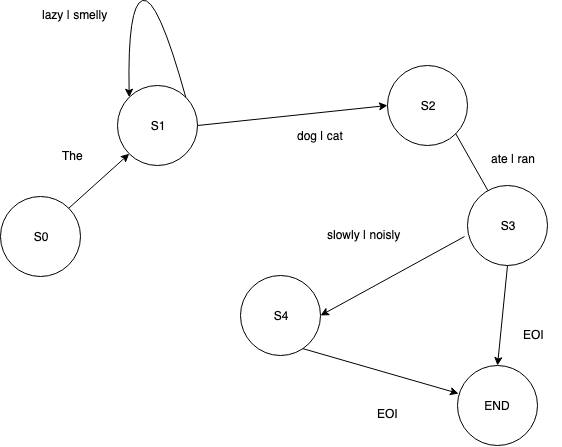 lazy | smelly
S1
S2
dog | cat
The
ate | ran
S0
S3
slowly | noisly
S4
EOI
END
EOI